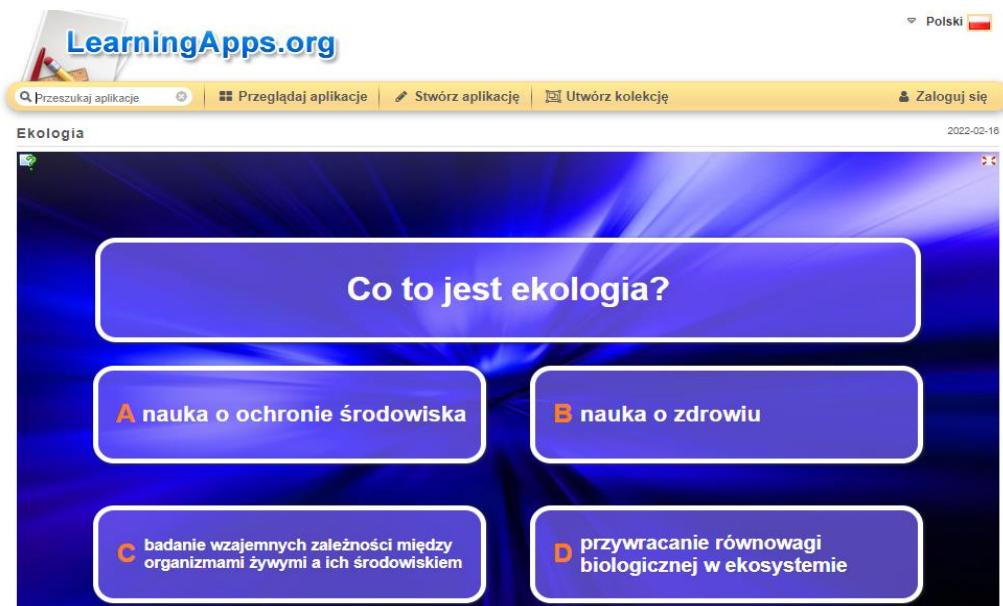 LearningApps.org
Polski
Przeszukaj aplikacje
Przeglądaj aplikacje
Stwórz aplikację
Utwórz kolekcję
Zaloguj się
Ekologia
2022-02-16
Co to jest ekologia?
A nauka o ochronie środowiska
B nauka o zdrowiu
C badanie wzajemnych zależności między
organizmami żywymi a ich środowiskiem
D przywracanie równowagi
biologicznej w ekosystemie